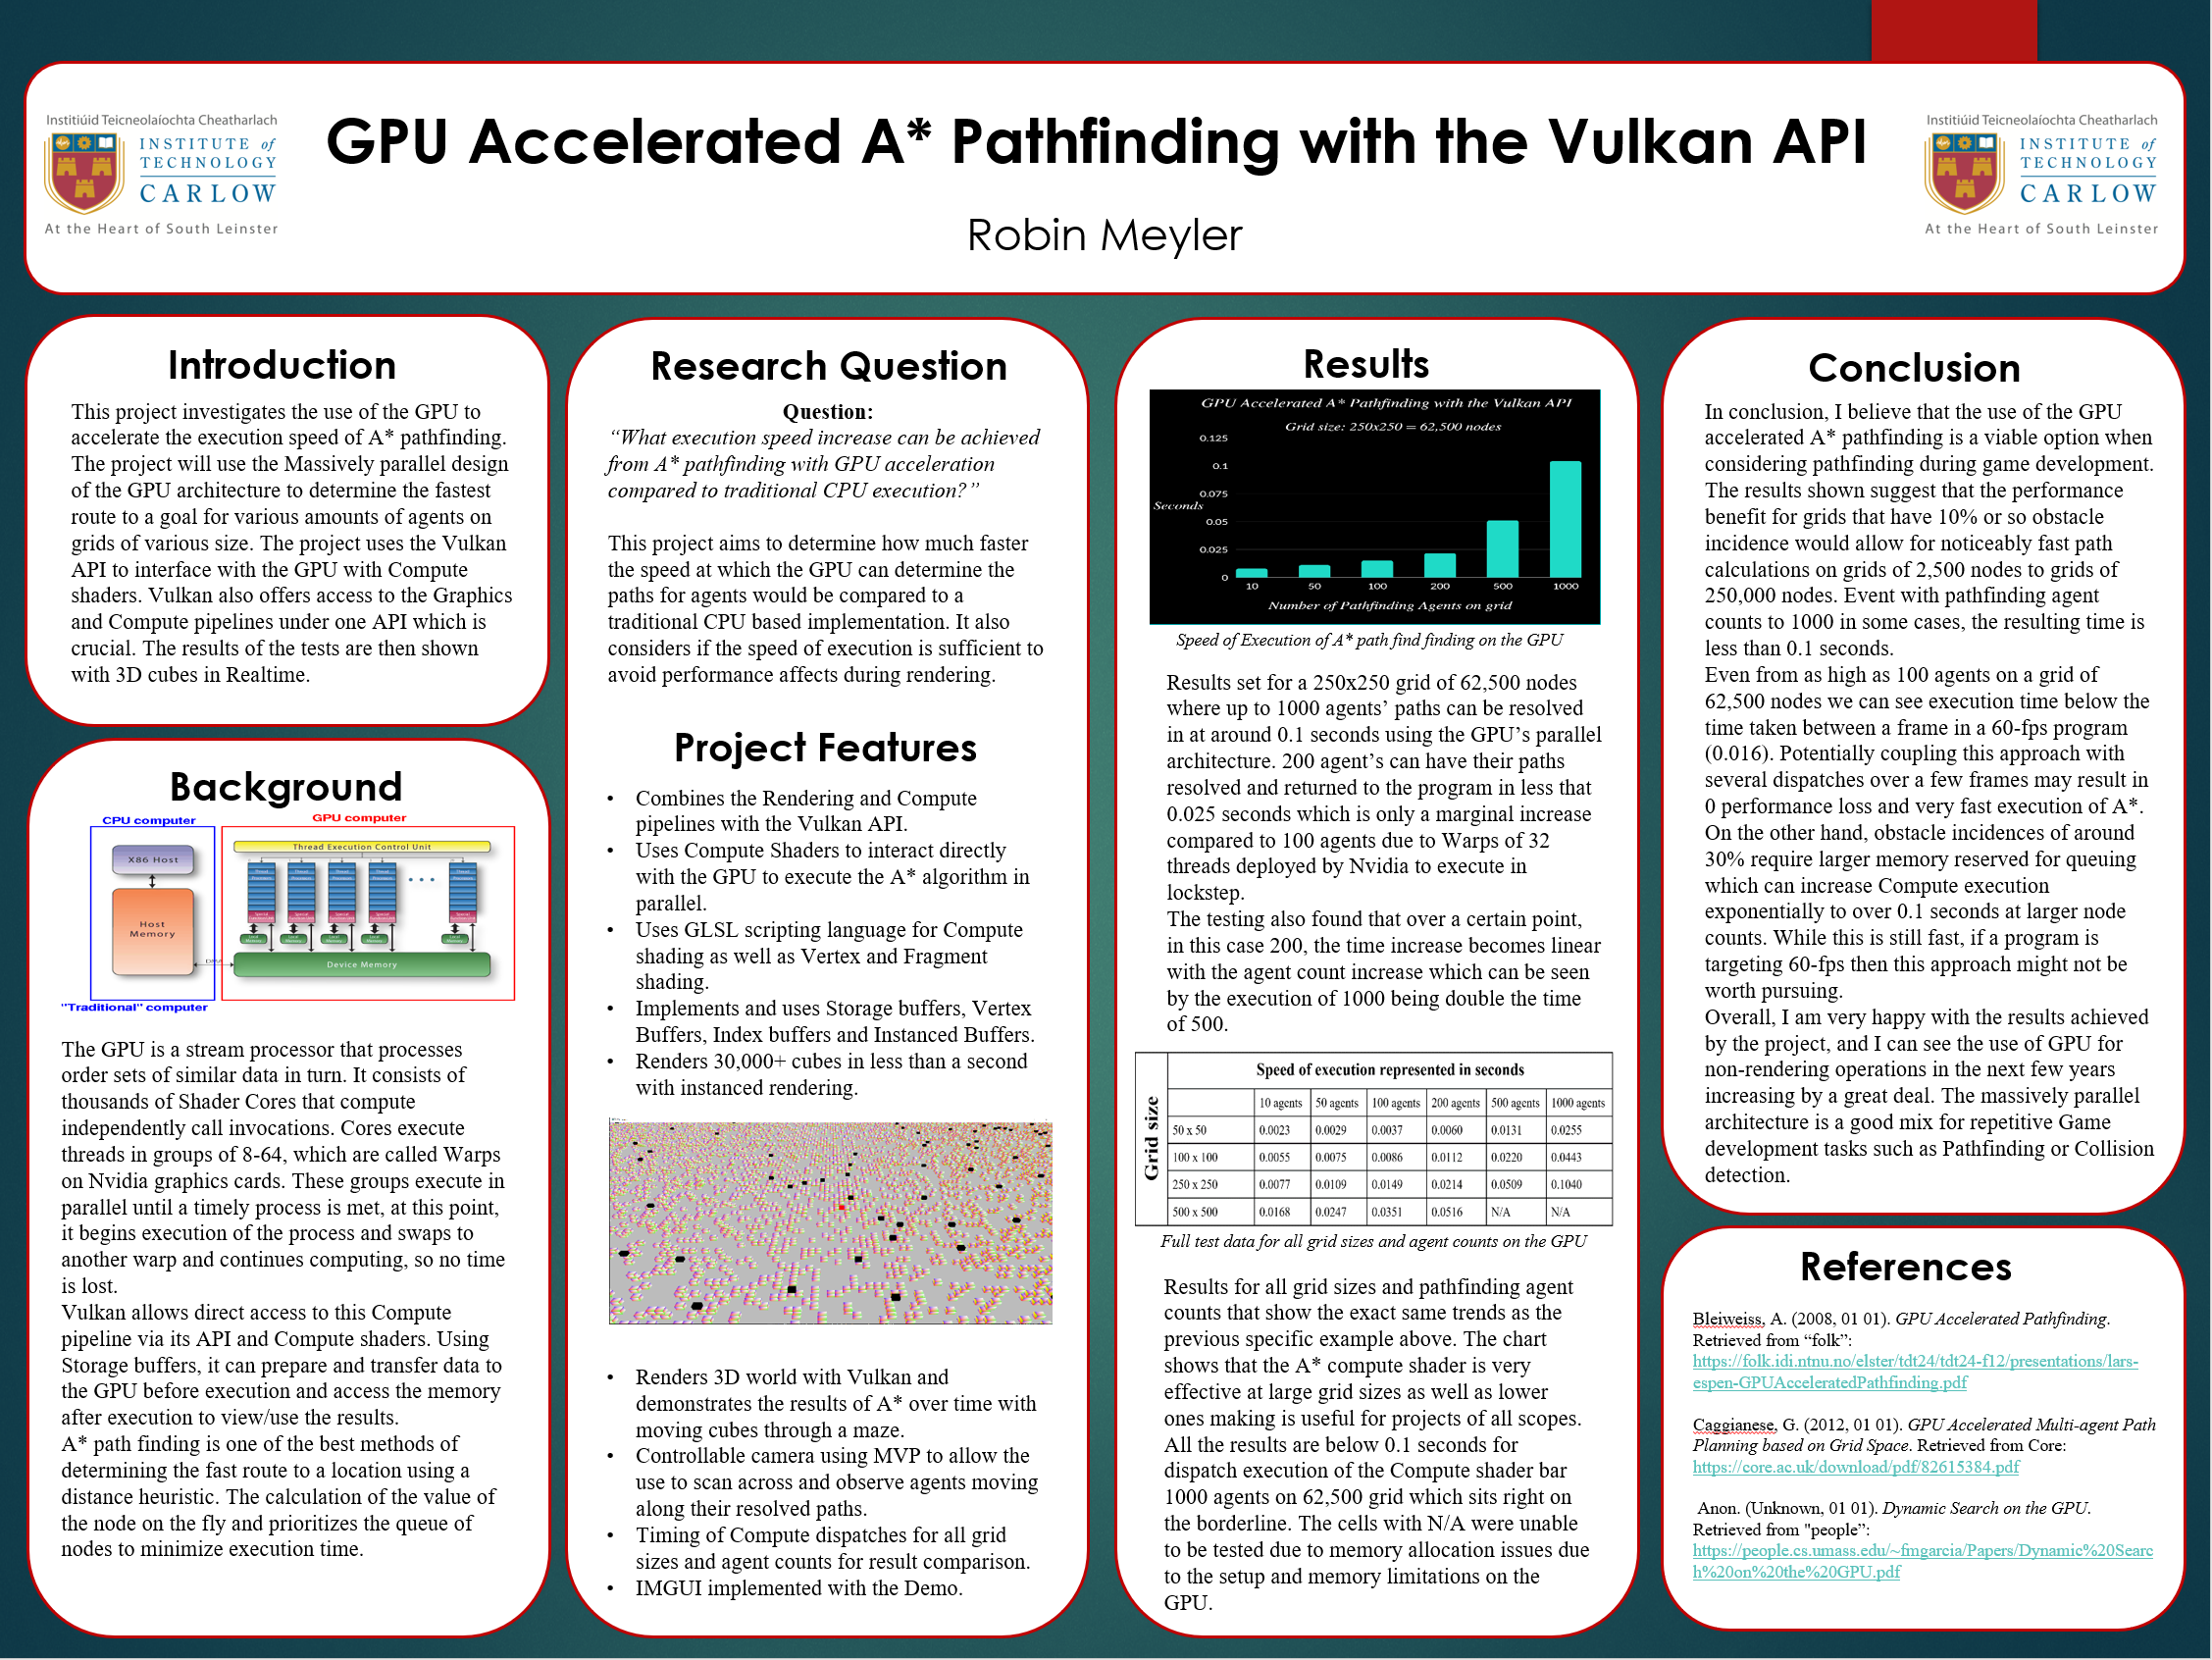 Institiúid Teicneolaíochta Cheatharlach
INSTITUTE of
TECHNOLOGY
CARLOW
At the Heart of South Leinster
GPU Accelerated A* Pathfinding with the Vulkan API
Robin Meyler
Institiúid Teicneolaíochta Cheatharlach
INSTITUTE of
TECHNOLOGY
CARLOW
At the Heart of South Leinster
Introduction
This project investigates the use of the GPU to
accelerate the execution speed of A* pathfinding.
The project will use the Massively parallel design
of the GPU architecture to determine the fastest
route to a goal for various amounts of agents on
grids of various size. The project uses the Vulkan
API to interface with the GPU with Compute
shaders. Vulkan also offers access to the Graphics
and Compute pipelines under one API which is
crucial. The results of the tests are then shown
with 3D cubes in Realtime.
Background
CPU computer
GPU computer
X86 Host
Host
Memory
"Traditional" computer
Thread Execution Control Unit
Device Memory
The GPU is a stream processor that processes
order sets of similar data in turn. It consists of
thousands of Shader Cores that compute
independently call invocations. Cores execute
threads in groups of 8-64, which are called Warps
on Nvidia graphics cards. These groups execute in
parallel until a timely process is met, at this point,
it begins execution of the process and swaps to
another warp and continues computing, so no time
is lost.
Vulkan allows direct access to this Compute
pipeline via its API and Compute shaders. Using
Storage buffers, it can prepare and transfer data to
the GPU before execution and access the memory
after execution to view/use the results.
A* path finding is one of the best methods of
determining the fast route to a location using a
distance heuristic. The calculation of the value of
the node on the fly and prioritizes the queue of
nodes to minimize execution time.
Research Question
Question:
“What execution speed increase can be achieved
from A* pathfinding with GPU acceleration
compared to traditional CPU execution?”
This project aims to determine how much faster
the speed at which the GPU can determine the
paths for agents would be compared to a
traditional CPU based implementation. It also
considers if the speed of execution is sufficient to
avoid performance affects during rendering.
Project Features
• Combines the Rendering and Compute
pipelines with the Vulkan API.
• Uses Compute Shaders to interact directly
with the GPU to execute the A* algorithm in
parallel.
• Uses GLSL scripting language for Compute
shading as well as Vertex and Fragment
shading.
• Implements and uses Storage buffers, Vertex
Buffers, Index buffers and Instanced Buffers.
• Renders 30,000+ cubes in less than a second
with instanced rendering.
• Renders 3D world with Vulkan and
demonstrates the results of A* over time with
moving cubes through a maze.
• Controllable camera using MVP to allow the
use to scan across and observe agents moving
along their resolved paths.
• Timing of Compute dispatches for all grid
sizes and agent counts for result comparison.
• IMGUI implemented with the Demo.
Results
GPU Accelerated A* Pathfinding with the Vulkan API
Grid size: 250x250 = 62,500 nodes
0.125
0.1
0.075
Seconds
0.05
0.025
0
10 50 100 200 500 1000
Number of Pathfinding Agents on grid
Speed of Execution of A* path find finding on the GPU
Results set for a 250x250 grid of 62,500 nodes
where up to 1000 agents’ paths can be resolved
in at around 0.1 seconds using the GPU’s parallel
architecture. 200 agent’s can have their paths
resolved and returned to the program in less that
0.025 seconds which is only a marginal increase
compared to 100 agents due to Warps of 32
threads deployed by Nvidia to execute in
lockstep.
The testing also found that over a certain point,
in this case 200, the time increase becomes linear
with the agent count increase which can be seen
by the execution of 1000 being double the time
of 500.
Grid size
Speed of execution represented in seconds
10 agents 50 agents 100 agents 200 agents 500 agents 1000 agents
50 x 50 0.0023 0.0029 0.0037 0.0060 0.0131 0.0255
100 x 100 0.0055 0.0075 0.0086 0.0112 0.0220 0.0443
250 x 250 0.0077 0.0109 0.0149 0.0214 0.0509 0.1040
500 x 500 0.0168 0.0247 0.0351 0.0516 N/A N/A
Full test data for all grid sizes and agent counts on the GPU
Results for all grid sizes and pathfinding agent
counts that show the exact same trends as the
previous specific example above. The chart
shows that the A* compute shader is very
effective at large grid sizes as well as lower
ones making is useful for projects of all scopes.
All the results are below 0.1 seconds for
dispatch execution of the Compute shader bar
1000 agents on 62,500 grid which sits right on
the borderline. The cells with N/A were unable
to be tested due to memory allocation issues due
to the setup and memory limitations on the
GPU.
Conclusion
In conclusion, I believe that the use of the GPU
accelerated A* pathfinding is a viable option when
considering pathfinding during game development.
The results shown suggest that the performance
benefit for grids that have 10% or so obstacle
incidence would allow for noticeably fast path
calculations on grids of 2,500 nodes to grids of
250,000 nodes. Event with pathfinding agent
counts to 1000 in some cases, the resulting time is
less than 0.1 seconds.
Even from as high as 100 agents on a grid of
62,500 nodes we can see execution time below the
time taken between a frame in a 60-fps program
(0.016). Potentially coupling this approach with
several dispatches over a few frames may result in
0 performance loss and very fast execution of A*.
On the other hand, obstacle incidences of around
30% require larger memory reserved for queuing
which can increase Compute execution
exponentially to over 0.1 seconds at larger node
counts. While this is still fast, if a program is
targeting 60-fps then this approach might not be
worth pursuing.
Overall, I am very happy with the results achieved
by the project, and I can see the use of GPU for
non-rendering operations in the next few years
increasing by a great deal. The massively parallel
architecture is a good mix for repetitive Game
development tasks such as Pathfinding or Collision
detection.
References
Bleiweiss, A. (2008, 01 01). GPU Accelerated Pathfinding.
Retrieved from “folk”:
https://folk.idi.ntnu.no/elster/tdt24/tdt24-f12/presentations/lars-
espen-GPUAcceleratedPathfinding.pdf
Caggianese, G. (2012, 01 01). GPU Accelerated Multi-agent Path
Planning based on Grid Space. Retrieved from Core:
https://core.ac.uk/download/pdf/82615384.pdf
Anon. (Unknown, 01 01). Dynamic Search on the GPU.
Retrieved from "people”:
https://people.cs.umass.edu/~fmgarcia/Papers/Dynamic%20Searc
h%20on%20the%20GPU.pdf